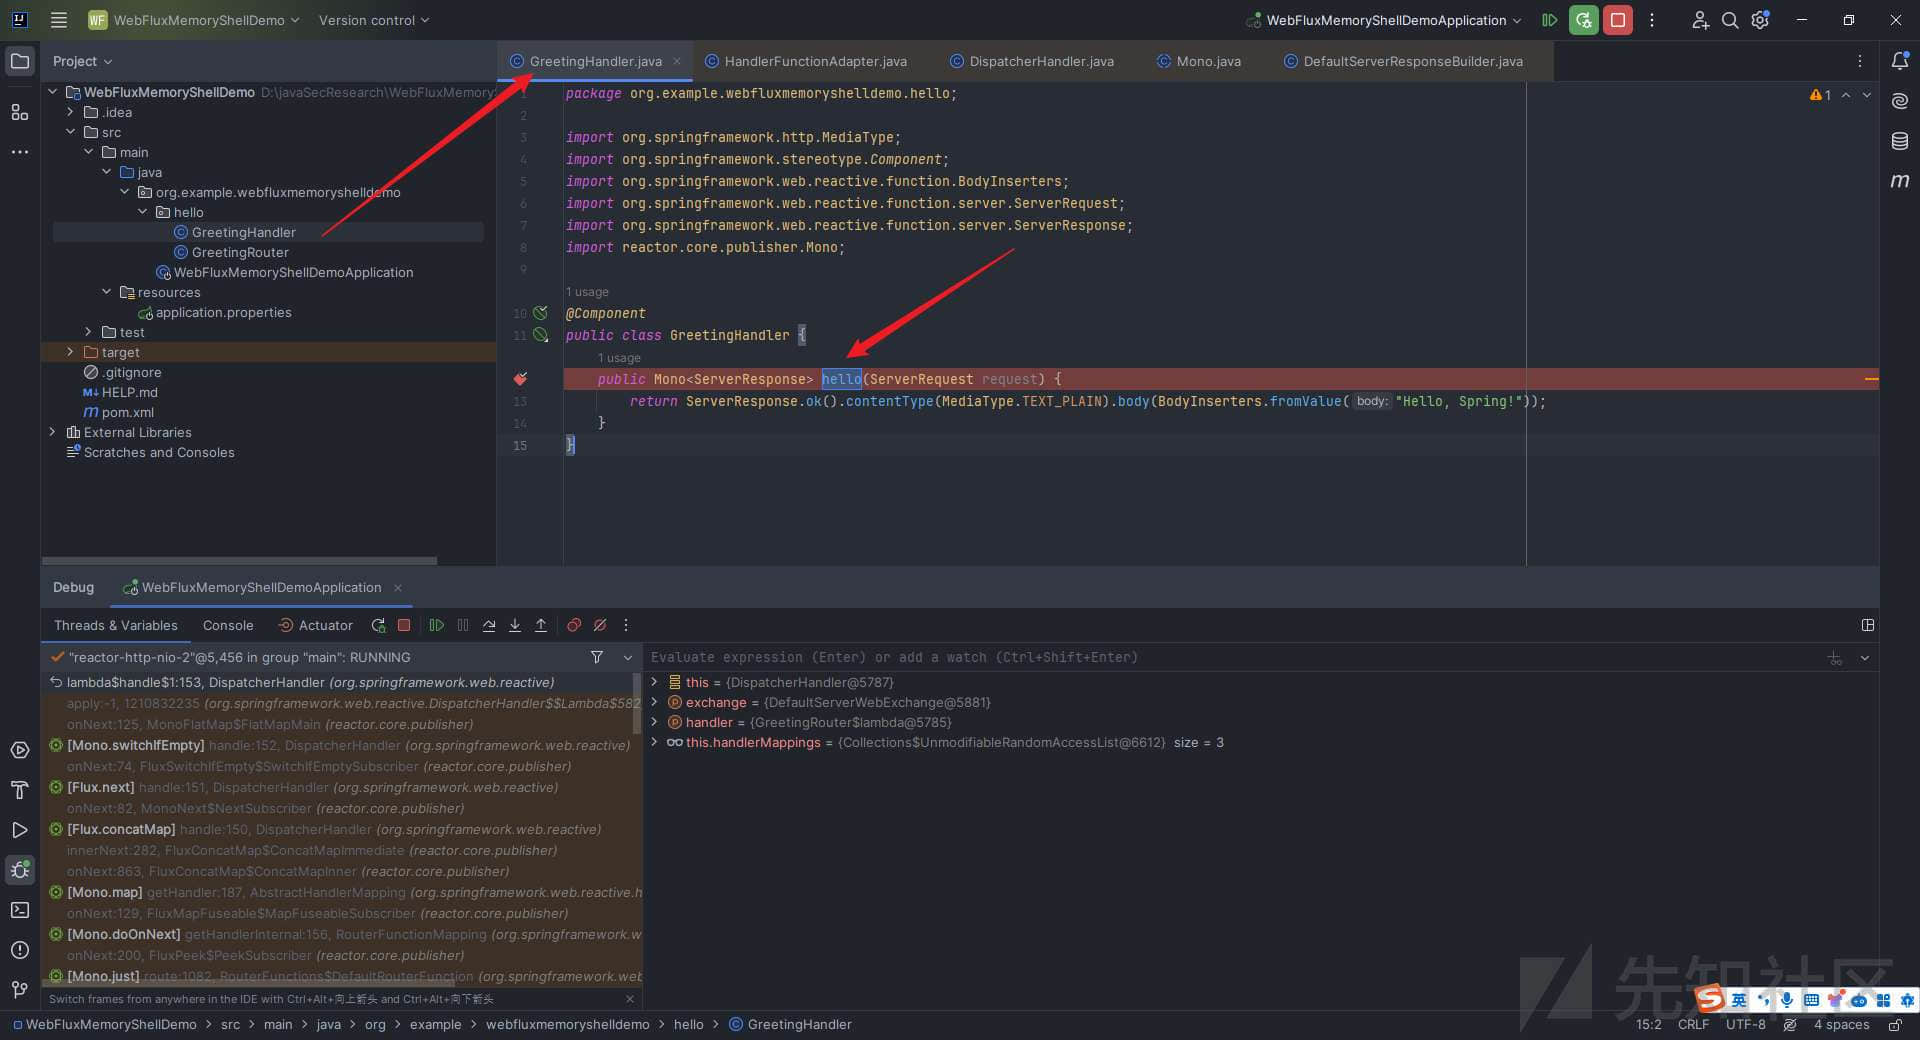 WF WebFluxMemoryShellDemo Version control WebFluxMemoryShellDemoApplication
Project
GreetingHandler.java HandlerFunctionAdapter.java DispatcherHandler.java Mono.java DefaultServerResponseBuilder.java
WebFluxMemoryShellDemo D:\javaSecResearch\WebFluxMemory
.idea
src
main
java
org.example.webfluxmemoryshelldemo
hello
GreetingHandler
GreetingRouter
WebFluxMemoryShellDemoApplication
resources
application.properties
test
target
.gitignore
M↓ HELP.md
m pom.xml
External Libraries
Scratches and Consoles
1 package org.example.webfluxmemoryshelldemo.hello;
2
3 import org.springframework.http.MediaType;
4 import org.springframework.stereotype.Component;
5 import org.springframework.web.reactive.function.BodyInserters;
6 import org.springframework.web.reactive.function.server.ServerRequest;
7 import org.springframework.web.reactive.function.server.ServerResponse;
8 import reactor.core.publisher.Mono;
9
1 usage
10 @Component
11 public class GreetingHandler {
1 usage
public Mono<ServerResponse> hello(ServerRequest request) {
13 return ServerResponse.ok().contentType(MediaType.TEXT_PLAIN).body(BodyInserters.fromValue( body: "Hello, Spring!"));
14 }
15 }
1
m
Debug WebFluxMemoryShellDemoApplication
Threads & Variables Console Actuator
"reactor-http-nio-2"@5,456 in group "main": RUNNING
lambda$handle$1:153, DispatcherHandler (org.springframework.web.reactive)
apply:-1, 1210832235 (org.springframework.web.reactive.DispatcherHandler$$Lambda$582
onNext:125, MonoFlatMap$FlatMapMain (reactor.core.publisher)
[Mono.switchIfEmpty] handle:152, DispatcherHandler (org.springframework.web.reactive)
onNext:74, FluxSwitchIfEmpty$SwitchIfEmptySubscriber (reactor.core.publisher)
[Flux.next] handle:151, DispatcherHandler (org.springframework.web.reactive)
onNext:82, MonoNext$NextSubscriber (reactor.core.publisher)
[Flux.concatMap] handle:150, DispatcherHandler (org.springframework.web.reactive)
innerNext:282, FluxConcatMap$ConcatMapImmediate (reactor.core.publisher)
onNext:863, FluxConcatMap$ConcatMapInner (reactor.core.publisher)
[Mono.map] getHandler:187, AbstractHandlerMapping (org.springframework.web.reactive.h
onNext:129, FluxMapFuseable$MapFuseableSubscriber (reactor.core.publisher)
[Mono.doOnNext] getHandlerInternal:156, RouterFunctionMapping (org.springframework.w
onNext:200, FluxPeek$PeekSubscriber (reactor.core.publisher)
[Mono.just] route:1082, RouterFunctions$DefaultRouterFunction (org.springframework.web
Switch frames from anywhere in the IDE with Ctrl+Alt+向上箭头 and Ctrl+Alt+向下箭头
Evaluate expression (Enter) or add a watch (Ctrl+Shift+Enter)
this = {DispatcherHandler@5787}
exchange = {DefaultServerWebExchange@5881}
handler = {GreetingRouter$lambda@5785}
this.handlerMappings = {Collections$UnmodifiableRandomAccessList@6612} size = 3
先知社区
S 英
WebFluxMemoryShellDemo > src > main > java > org > example > webfluxmemoryshelldemo > hello > GreetingHandler
15:2 CRLF UTF-8 4 spaces